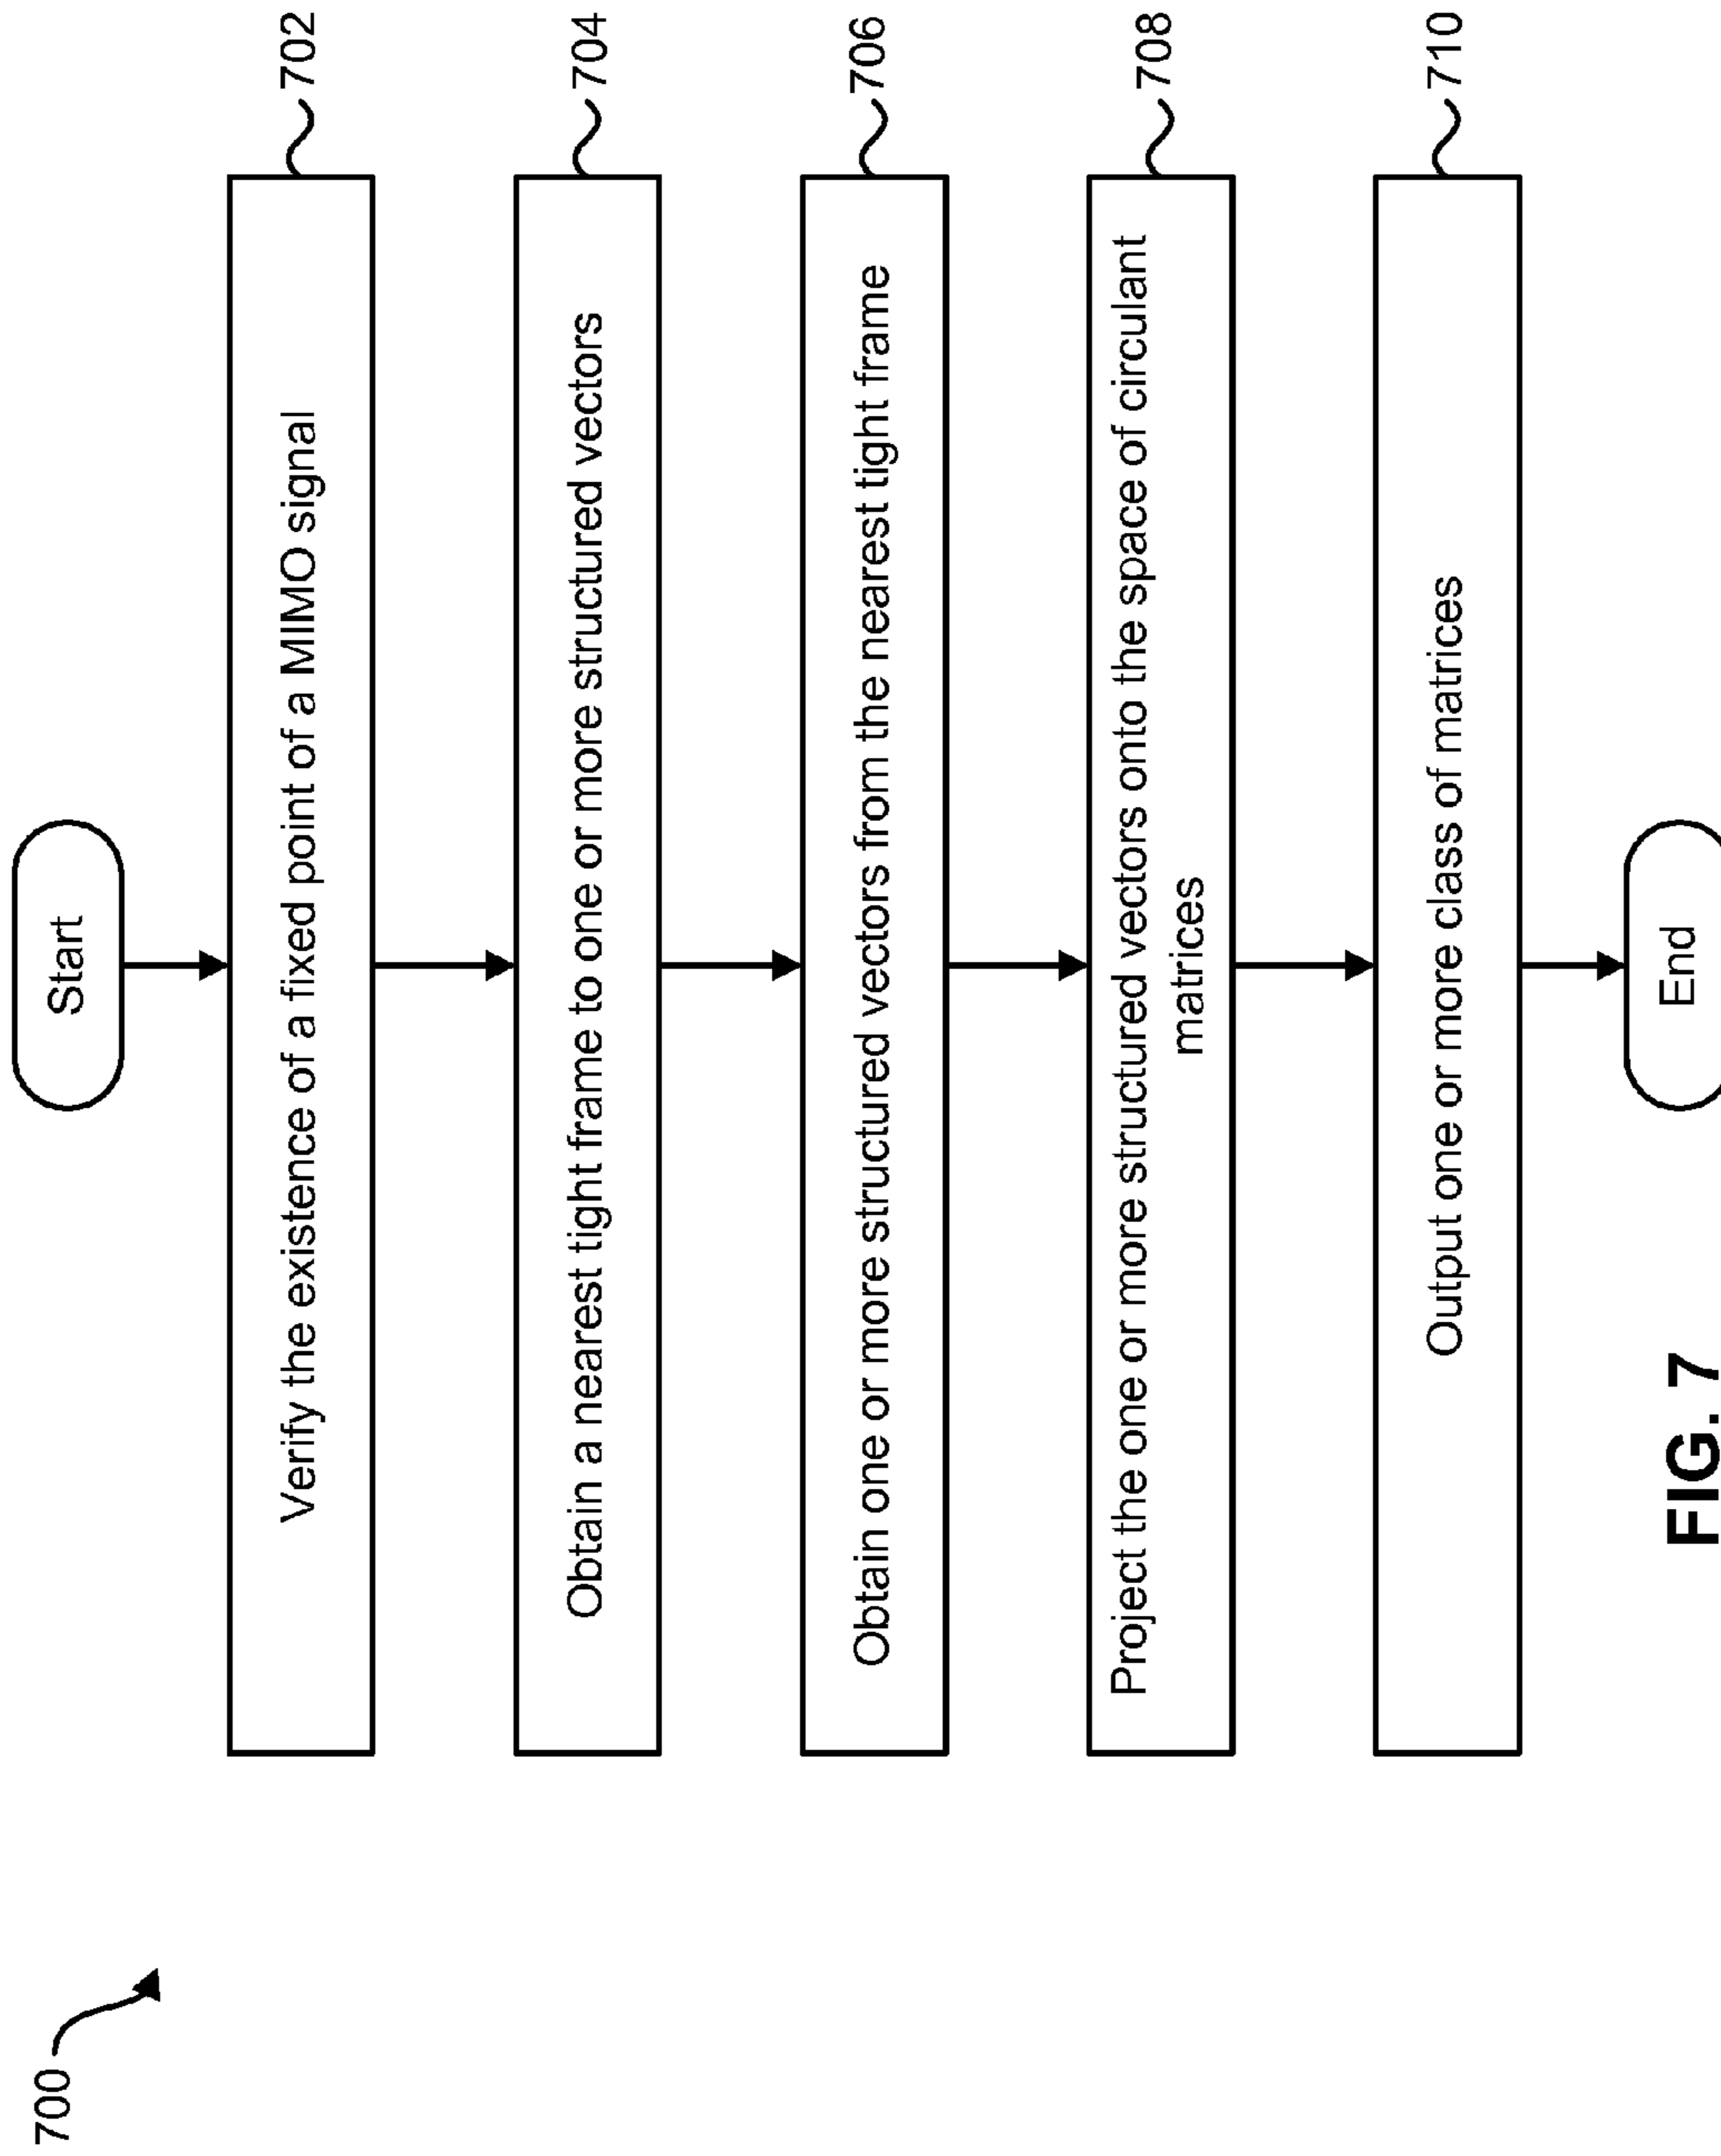 700
Start
Verify the existence of a fixed point of a MIMO signal
702
Obtain a nearest tight frame to one or more structured vectors
704
Obtain one or more structured vectors from the nearest tight frame
706
Project the one or more structured vectors onto the space of circulant
matrices
708
Output one or more class of matrices
710
End
FIG. 7